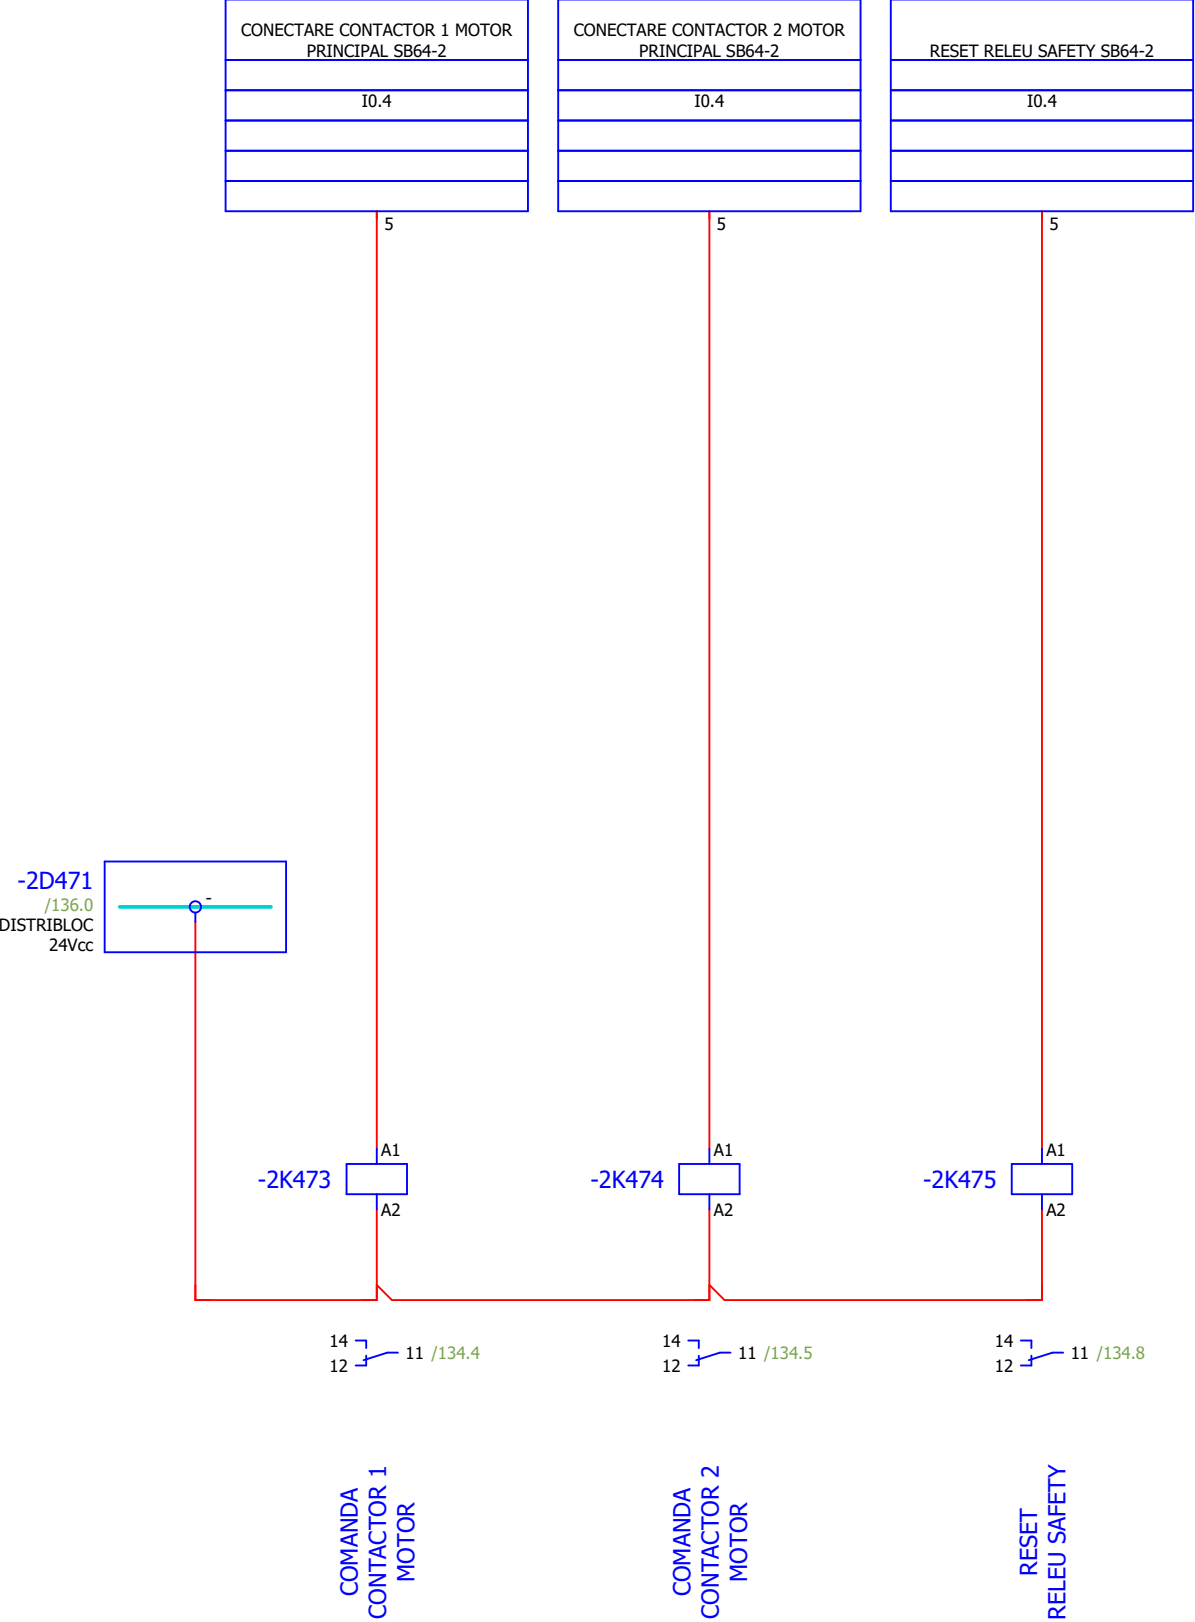 CONECTARE CONTACTOR 1 MOTOR
PRINCIPAL SB64-2
I0.4
5
CONECTARE CONTACTOR 2 MOTOR
PRINCIPAL SB64-2
I0.4
5
RESET RELEU SAFETY SB64-2
I0.4
5
-2D471
/136.0
DISTRIBLOC
24Vcc
-
-2K473
A1
A2
-2K474
A1
A2
-2K475
A1
A2
14
12
11 /134.4
14
12
11 /134.5
14
12
11 /134.8
COMANDA
CONTACTOR 1
MOTOR
COMANDA
CONTACTOR 2
MOTOR
RESET
RELEU SAFETY